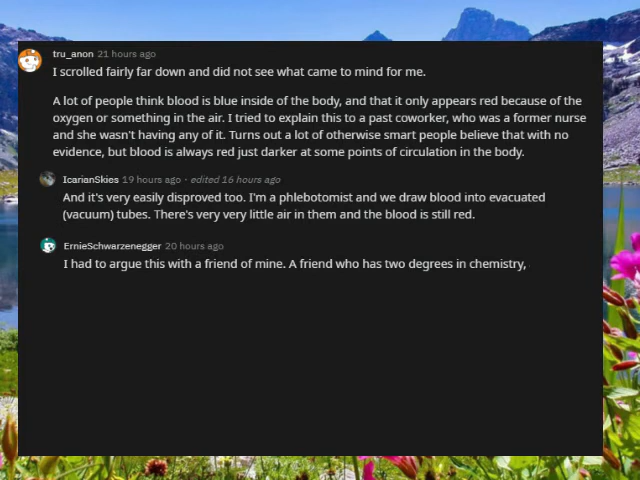 tru_anon 21 hours ago
I scrolled fairly far down and did not see what came to mind for me.
A lot of people think blood is blue inside of the body, and that it only appears red because of the
oxygen or something in the air. I tried to explain this to a past coworker, who was a former nurse
and she wasn't having any of it. Turns out a lot of otherwise smart people believe that with no
evidence, but blood is always red just darker at some points of circulation in the body.
IcarianSkies 19 hours ago · edited 16 hours ago
And it's very easily disproved too. I'm a phlebotomist and we draw blood into evacuated
(vacuum) tubes. There's very very little air in them and the blood is still red.
ErnieSchwarzenegger 20 hours ago
I had to argue this with a friend of mine. A friend who has two degrees in chemistry,